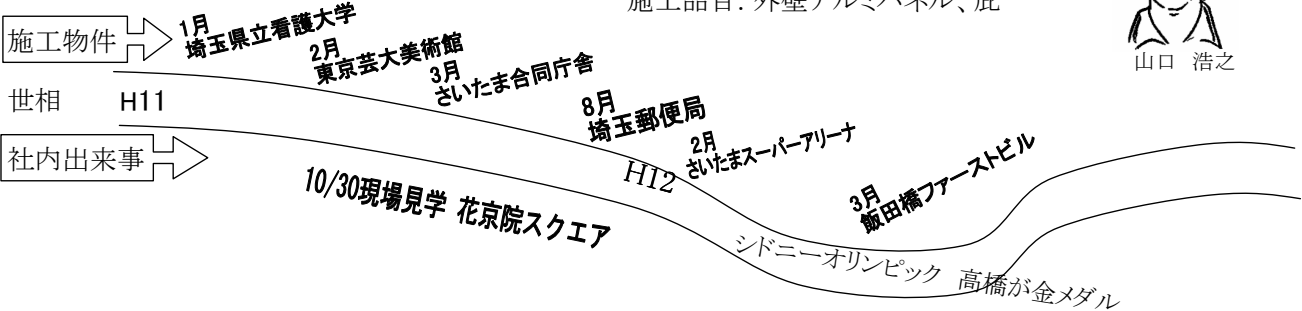 施工品目：外壁アルミパネル、庇
山口 浩之
施工物件
1月
埼玉県立看護大学
2月
東京芸大美術館
3月
さいたま合同庁舎
8月
埼玉郵便局
2月
さいたまスーパーアリーナ
3月
飯田橋ファーストビル
世相 H11
H12
シドニーオリンピック 高橋が金メダル
社内出来事
10/30現場見学 花京院スクエア